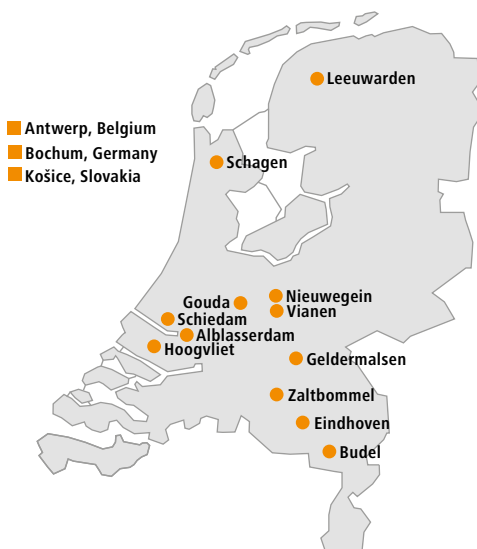 Leeuwarden
Antwerp, Belgium
Bochum, Germany
Košice, Slovakia
Schagen
Nieuwegein
Gouda
Vianen
Schiedam
Alblasserdam
Hoogvliet
Geldermalsen
Zaltbommel
Eindhoven
Budel